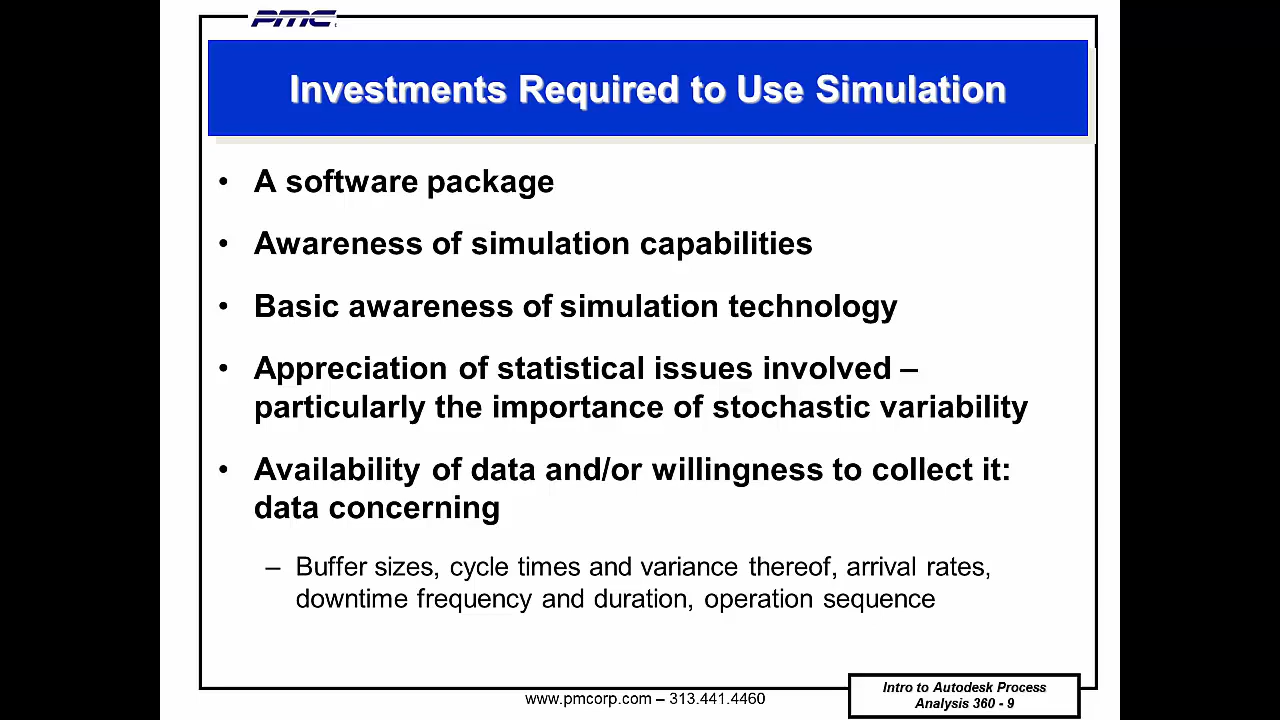 PMC
Investments Required to Use Simulation
• A software package
• Awareness of simulation capabilities
• Basic awareness of simulation technology
• Appreciation of statistical issues involved –
particularly the importance of stochastic variability
• Availability of data and/or willingness to collect it:
data concerning
– Buffer sizes, cycle times and variance thereof, arrival rates,
downtime frequency and duration, operation sequence
www.pmcorp.com – 313.441.4460
Intro to Autodesk Process
Analysis 360 - 9